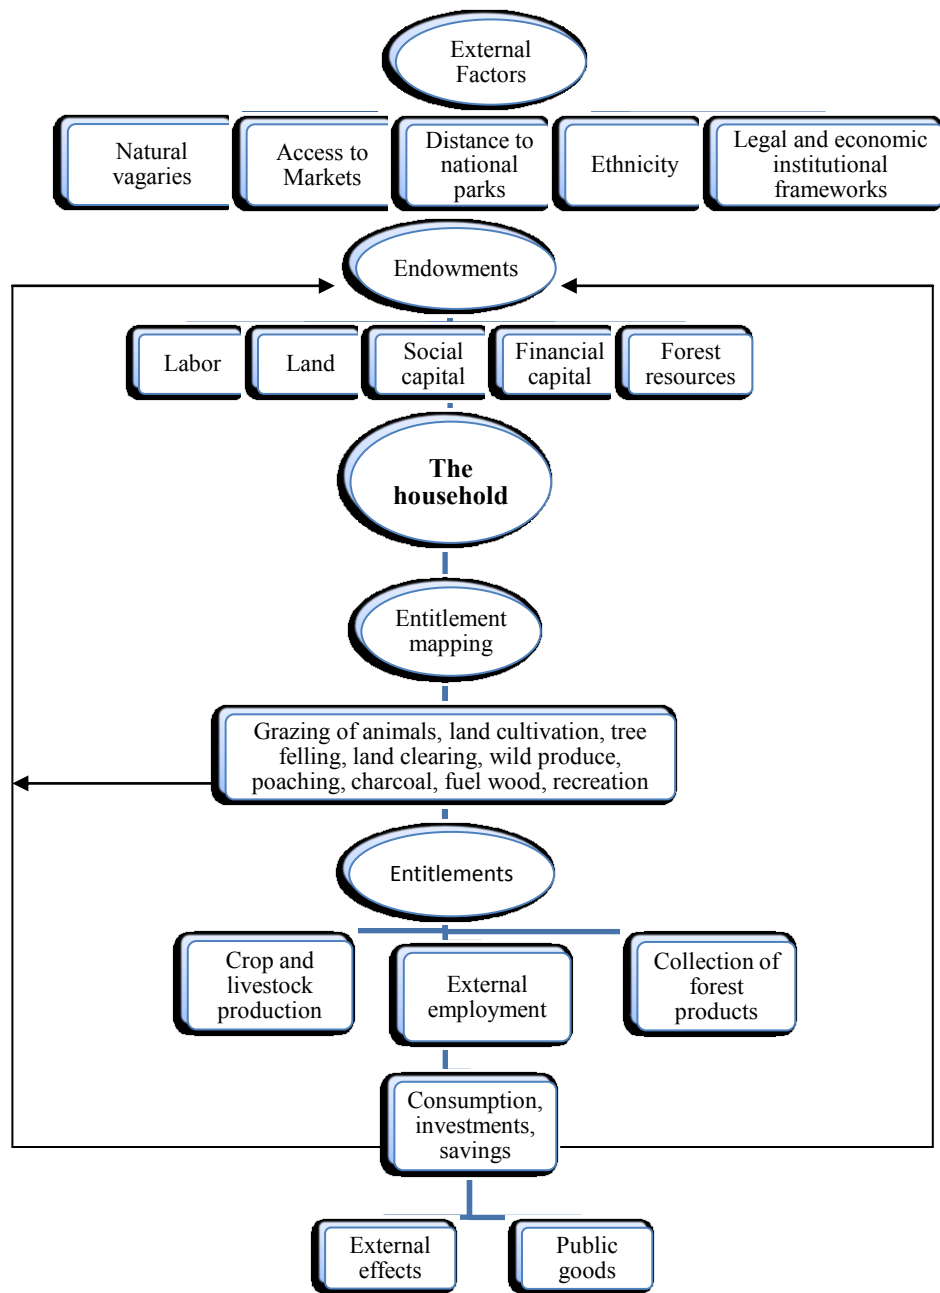 External
Factors
Natural
vagaries
Access to
Markets
Distance to
national
parks
Ethnicity
Legal and economic
institutional
frameworks
Endowments
Labor
Land
Social
capital
Financial
capital
Forest
resources
The
household
Entitlement
mapping
Grazing of animals, land cultivation, tree
felling, land clearing, wild produce,
poaching, charcoal, fuel wood, recreation
Entitlements
Crop and
livestock
production
External
employment
Collection of
forest
products
Consumption,
investments,
savings
External
effects
Public
goods